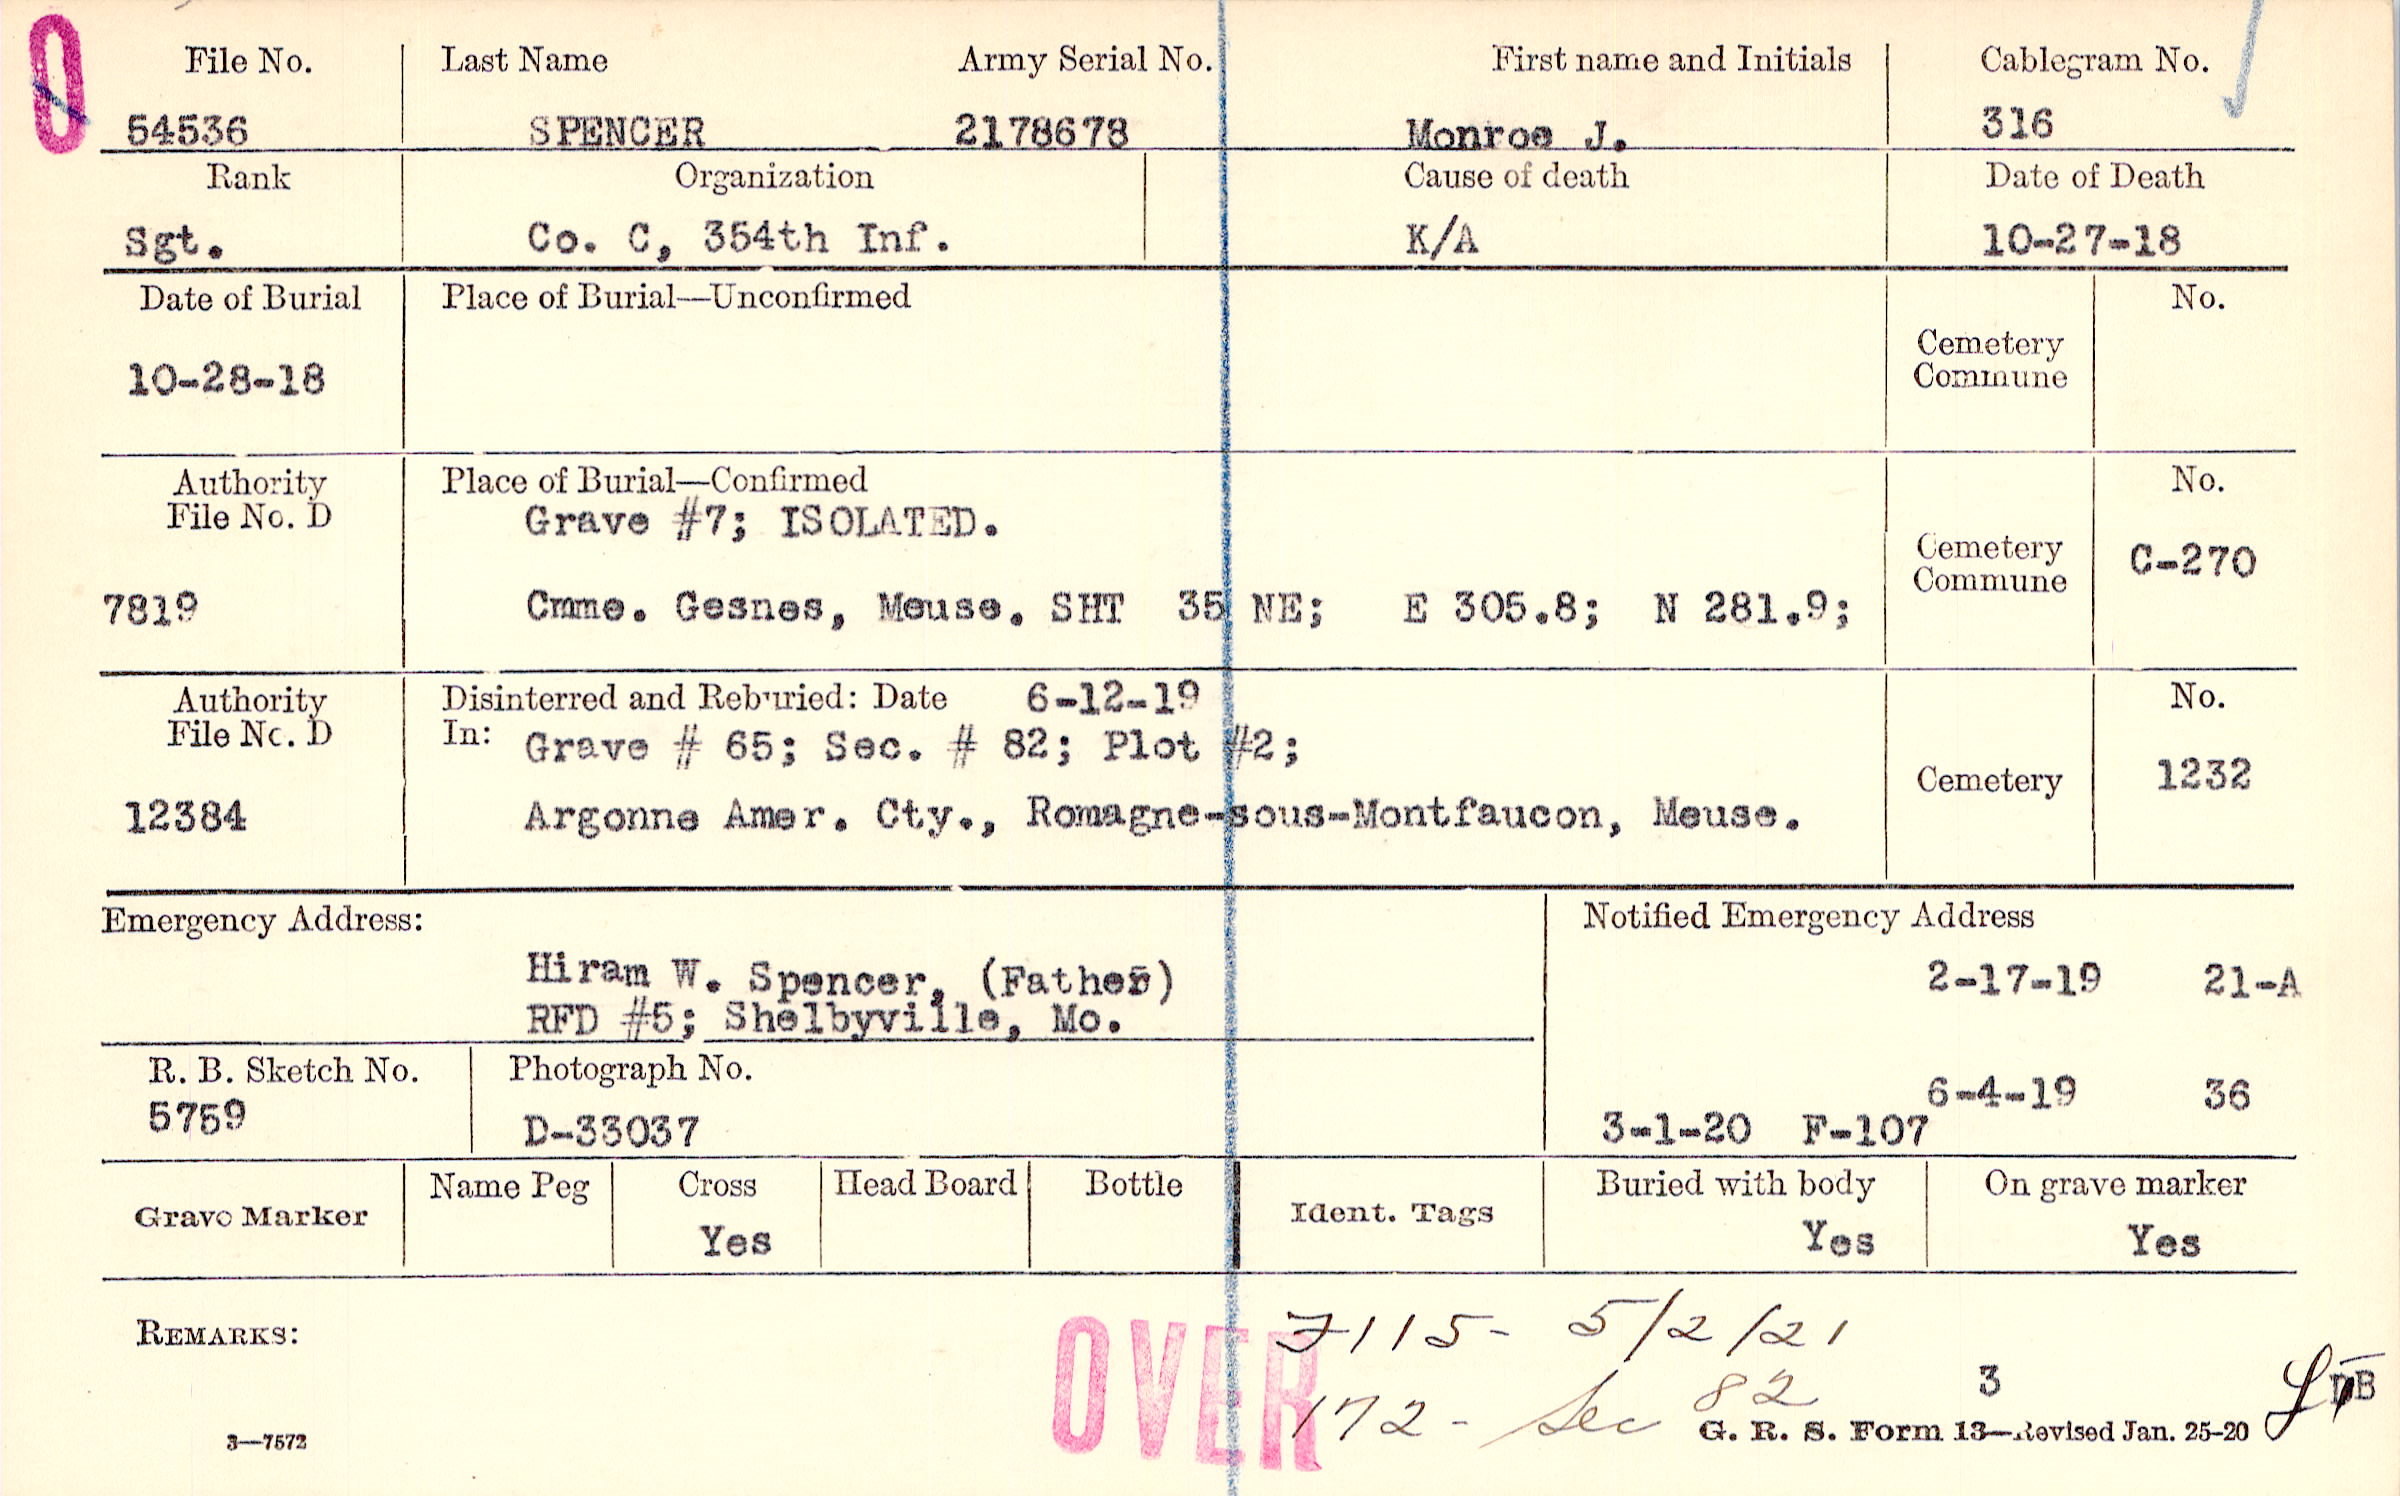 0
File No. Last Name Army Serial No. First name and Initials Cablegram No.
54536 SPENCER 2178678 Monroe J. 316
Rank Organization Cause of death Date of Death
Sgt. Co. C, 354th Inf. K/A 10-27-18
Date of Burial Place of Burial—Unconfirmed No.
Cemetery
Commune
10-28-18
Authority Place of Burial—Confirmed No.
File No. D Grave #7; ISOLATED.
Cemetery C-270
Commune
7819 Cmme. Gesnes, Meuse. SHT 35 NE; E 305.8; N 281.9;
Authority Disinterred and Reburied: Date 6-12-19 No.
File No. D In: Grave # 65; Sec. # 82; Plot #2;
Cemetery 1232
12384 Argonne Amer. Cty., Romagne-sous-Montfaucon, Meuse.
Emergency Address: Notified Emergency Address
Hiram W. Spencer, (Father) 2-17-19 21-A
RFD #5; Shelbyville, Mo.
R. B. Sketch No. Photograph No.
5759 D-33037 6-4-19 36
3-1-20 F-107
Name Peg Cross Head Board Bottle Buried with body On grave marker
Grave Marker Ident. Tags
Yes Yes Yes
REMARKS: 7115- 5/2/21
OVER
172- Sec 82 3
DB
3—7572 G. R. S. Form 13—Revised Jan. 25-20